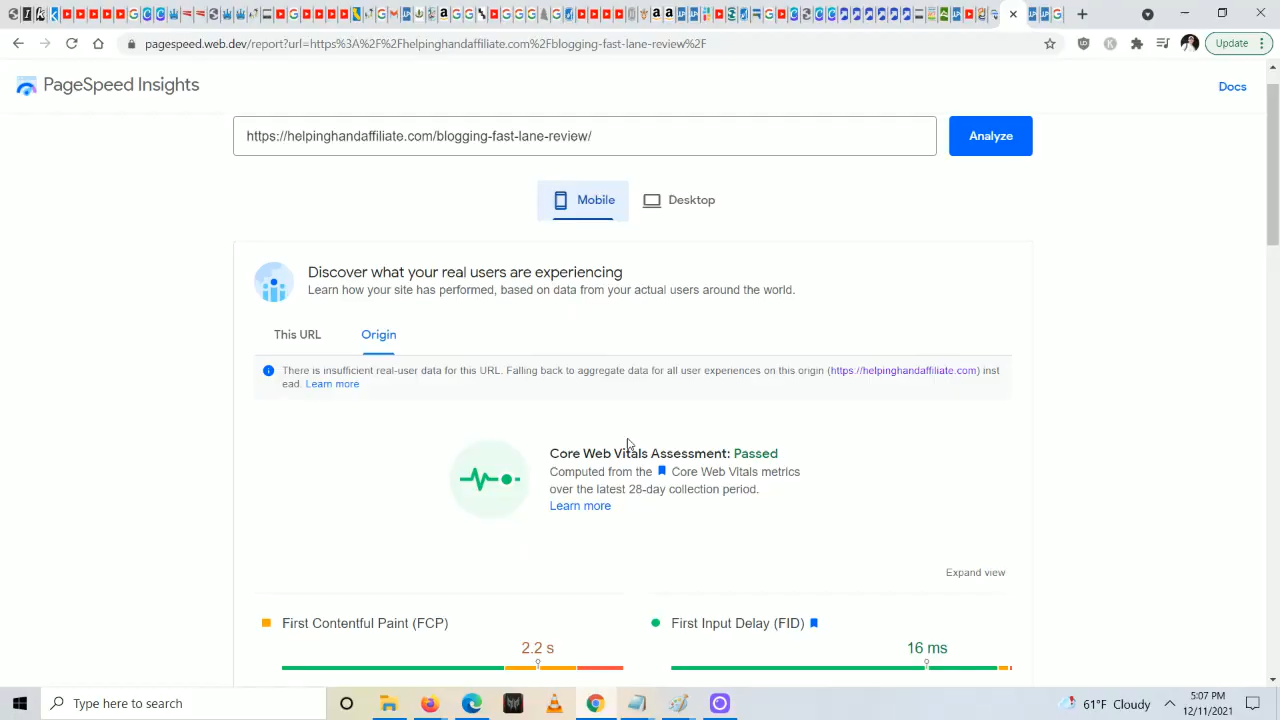 pagespeed.web.dev/report?url=https%3A%2F%2Fhelpinghandaffiliate.com%2Fblogging-fast-lane-review%2F
Update
PageSpeed Insights
Docs
https://helpinghandaffiliate.com/blogging-fast-lane-review/
Analyze
Mobile
Desktop
Discover what your real users are experiencing
Learn how your site has performed, based on data from your actual users around the world.
This URL
Origin
There is insufficient real-user data for this URL. Falling back to aggregate data for all user experiences on this origin (https://helpinghandaffiliate.com) inst
ead. Learn more
Core Web Vitals Assessment: Passed
Computed from the Core Web Vitals metrics
over the latest 28-day collection period.
Learn more
Expand view
First Contentful Paint (FCP)
First Input Delay (FID)
2.2 s
16 ms
Type here to search
61°F Cloudy
5:07 PM
12/11/2021